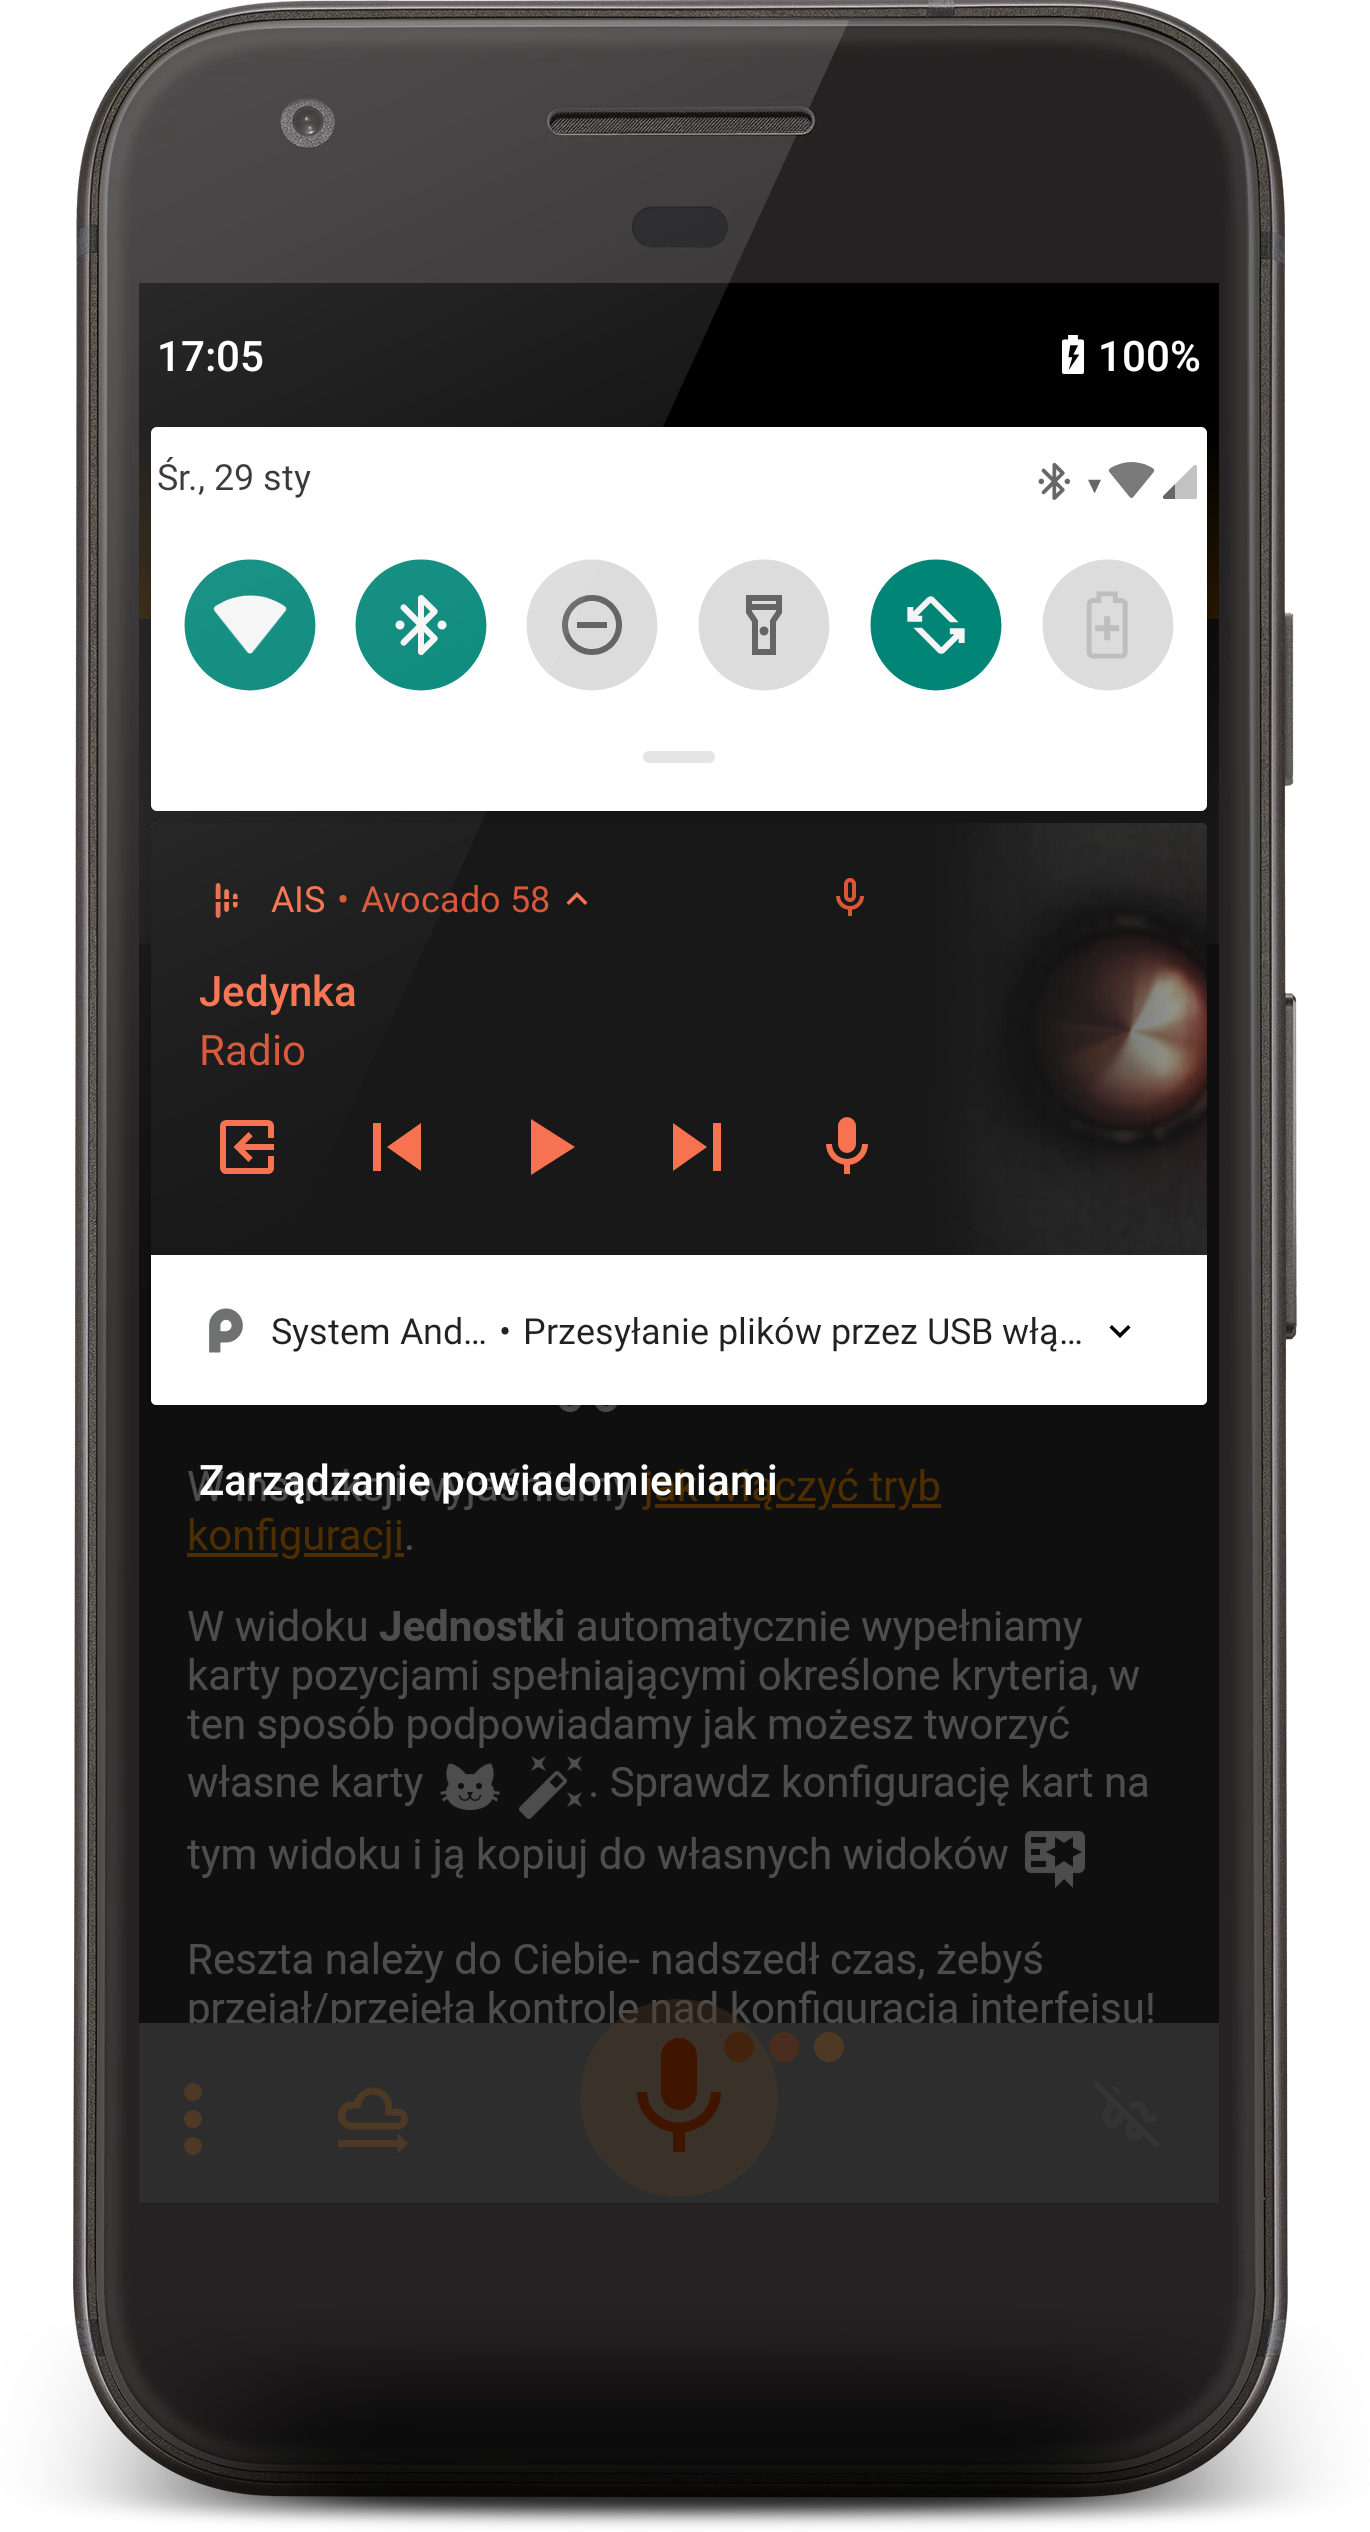 17:05
100%
Śr., 29 sty
AIS • Avocado 58
Jedynka
Radio
System And... • Przesyłanie plików przez USB włą...
Zarządzanie powiadomieniami
W instrukcji wyjaśniamy jak włączyć tryb
konfiguracji.
W widoku Jednostki automatycznie wypełniamy
karty pozycjami spełniającymi określone kryteria, w
ten sposób podpowiadamy jak możesz tworzyć
własne karty . Sprawdz konfigurację kart na
tym widoku i ją kopiuj do własnych widoków
Reszta należy do Ciebie- nadszedł czas, żebyś
przejął/przejęła kontrolę nad konfiguracją interfejsu!